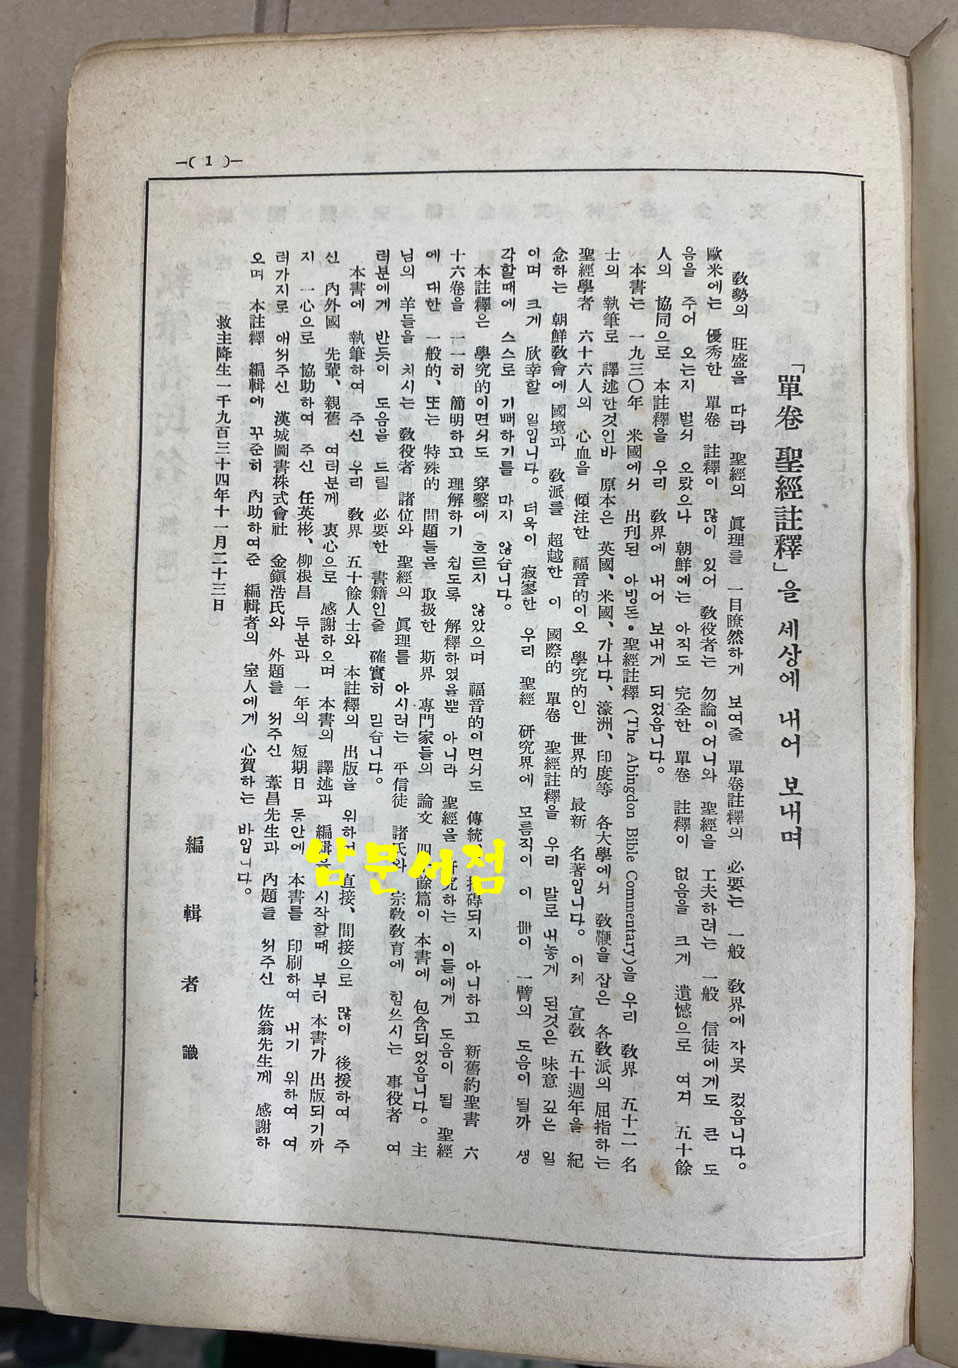 —( 1 )—
「單卷 聖經註釋」을 세상에 내어 보내며
敎勢의 旺盛을 따라 聖經의 眞理를 一目瞭然하게 보여줄 單卷註釋의 必要는 一般 敎界에 자못 컸읍니다。
歐米에는 優秀한 單卷 註釋이 많이 있어 敎役者는 勿論이어니와 聖經을 工夫하려는 一般 信徒에게도 큰 도
음을 주어 오는지 벌서 오랐으나 朝鮮에는 아직도 完全한 單卷 註釋이 없음을 크게 遺憾으로 여겨 五十餘
人의 協同으로 本註釋을 우리 敎界에 내어 보내게 되었읍니다。
本書는 一九三〇年 米國에서 出刊된 아빙돈•聖經註釋(The Abingdon Bible Commentary)을 우리 敎界 五十二名
士의 執筆로 譯述한것인바 原本은 英國、米國、가나다、濠洲、印度等 各大學에서 敎鞭을 잡은 各敎派의 屈指하는
聖經學者 六十六人의 心血을 傾注한 福音的이오 學究的인 世界的 最新 名著입니다。이제 宣敎 五十週年을 紀
念하는 朝鮮敎會에 國境과 敎派를 超越한 이 國際的 單卷 聖經註釋을 우리 말로 내놓게 된것은 味意 깊은 일
이며 크게 欣幸할 일입니다。더욱이 寂寥한 우리 聖經 硏究界에 모름직이 이 冊이 一臂의 도음이 될까 생
각할때에 스스로 기뻐하기를 마지 않습니다。
本註釋은 學究的이면서도 穿鑿에 흐르지 않았으며 福音的이면서도 傳統 되지 아니하고 新舊約聖書 六
十六卷을 一一히 簡明하고 理解하기 쉽도록 解釋하였을뿐 아니라 聖經을 하는 이들에게 도음이 될 聖經
에 대한 一般的、또는 特殊的 問題들을 取扱한 斯界 專門家들의 論文 四 餘篇이 本書에 包含되었읍니다。主
님의 羊들을 치시는 敎役者 諸位와 聖經의 眞理를 아시려는 平信徒 諸氏와 宗敎敎育에 힘쓰시는 事役者 여
러분에게 반듯이 도음을 드릴 必要한 書籍인줄 確實히 믿습니다。
本書에 執筆하여 주신 우리 敎界 五十餘人士와 本註釋의 出版을 위하여 直接、間接으로 많이 後援하여 주
신 內外國 先輩、親舊 여러분께 衷心으로 感謝하오며 本書의 譯述과 編輯을 시작할때 부터 本書가 出版되기까
지 一心으로 協助하여 주신 任英彬、柳根昌 두분과 一年의 短期日 동안에 本書를 印刷하여 내기 위하여 여
러가지로 애써주신 漢城圖書株式會社 金鎭浩氏와 外題를 써주신 葦昌先生과 內題를 써주신 佐翁先生께 感謝하
오며 本註釋 編輯에 꾸준히 內助하여준 編輯者의 室人에게 心賀하는 바입니다。
救主降生一千九百三十四年十一月二十三日
編輯者 識
암문서점